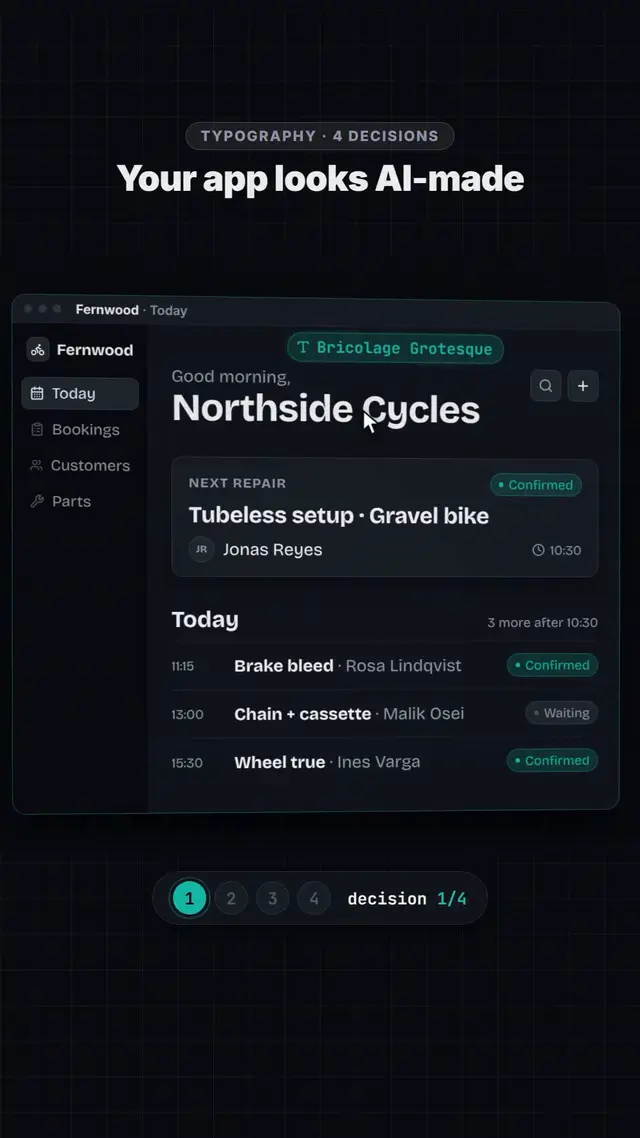 TYPOGRAPHY · 4 DECISIONS
Your app looks AI-made
Fernwood · Today
Fernwood
Today
Bookings
Customers
Parts
T Bricolage Grotesque
Good morning,
Northside Cycles
NEXT REPAIR
Confirmed
Tubeless setup · Gravel bike
JR Jonas Reyes
10:30
Today
3 more after 10:30
11:15 Brake bleed · Rosa Lindqvist Confirmed
13:00 Chain + cassette · Malik Osei Waiting
15:30 Wheel true · Ines Varga Confirmed
1 2 3 4 decision 1/4